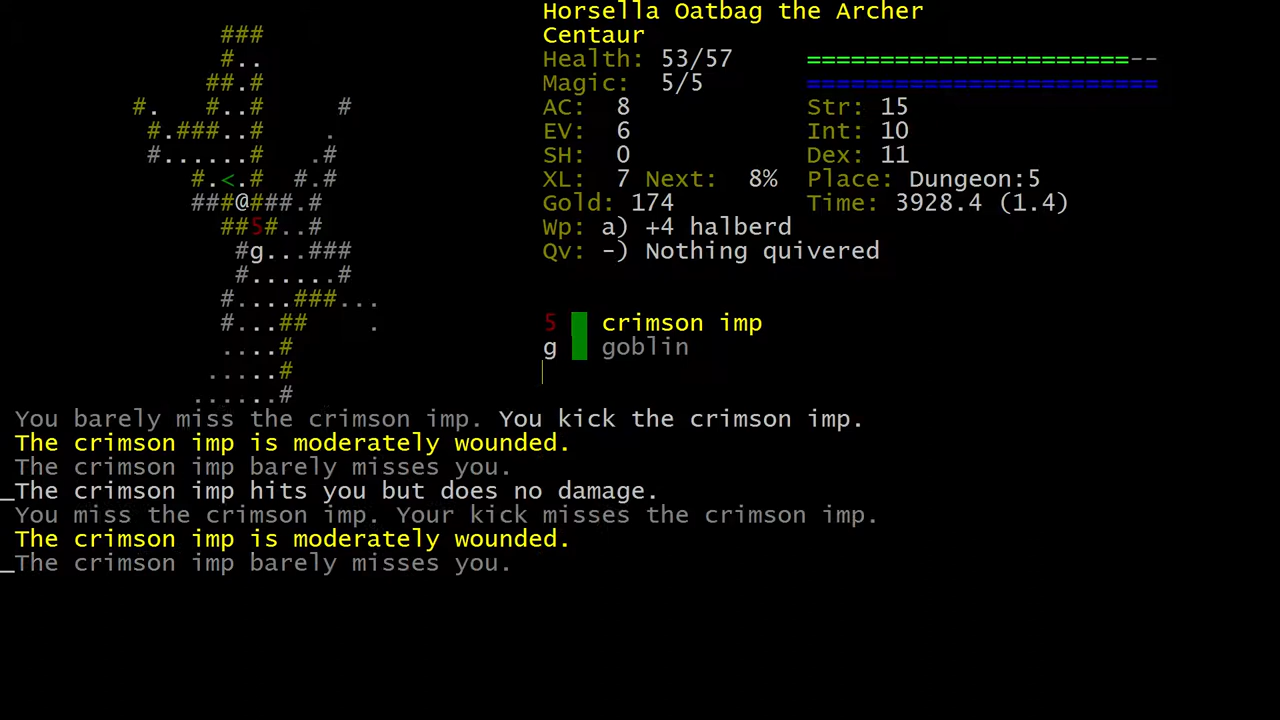 Horsella Oatbag the Archer
Centaur
Health: 53/57 ======================--
Magic: 5/5 ========================
AC: 8 Str: 15
EV: 6 Int: 10
SH: 0 Dex: 11
XL: 7 Next: 8% Place: Dungeon:5
Gold: 174 Time: 3928.4 (1.4)
Wp: a) +4 halberd
Qv: -) Nothing quivered
###
#..
##.#
#. #..# #
#.###..# .
#......# .#
#.<.# #.#
###@###.#
##5#..#
#g...###
#......#
#....###...
#...## .
....#
.....#
......#
5 crimson imp
g goblin
You barely miss the crimson imp. You kick the crimson imp.
The crimson imp is moderately wounded.
The crimson imp barely misses you.
_The crimson imp hits you but does no damage.
You miss the crimson imp. Your kick misses the crimson imp.
The crimson imp is moderately wounded.
_The crimson imp barely misses you.